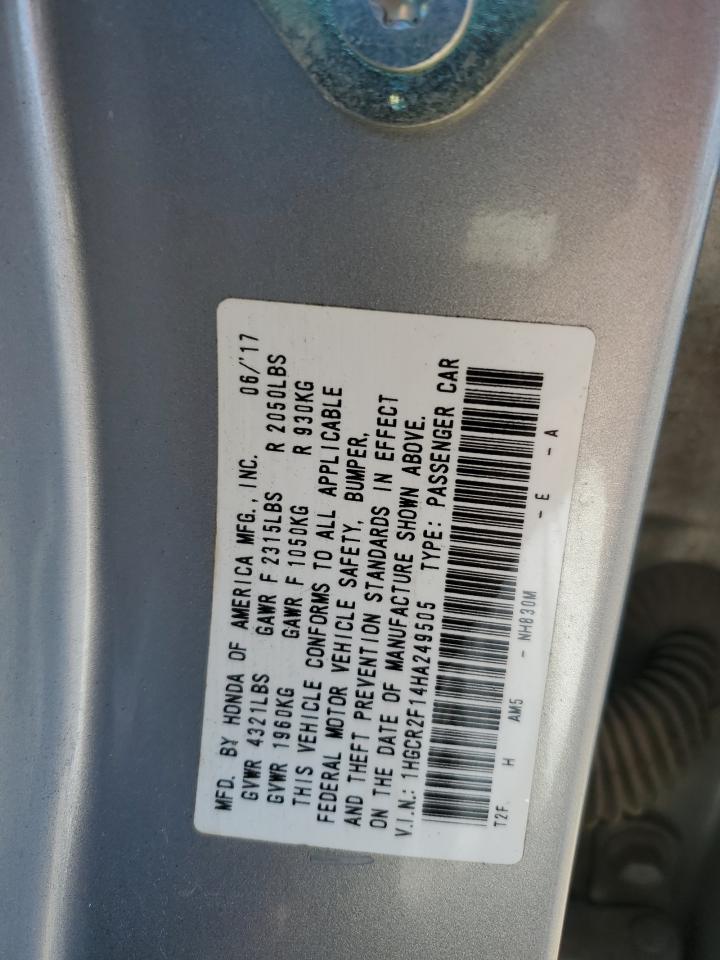 MFD. BY HONDA OF AMERICA MFG., INC. 06/'17
GVWR 4321LBS GAWR F 2315LBS R 2050LBS
GVWR 1960KG GAWR F 1050KG R 930KG
THIS VEHICLE CONFORMS TO ALL APPLICABLE
FEDERAL MOTOR VEHICLE SAFETY, BUMPER,
AND THEFT PREVENTION STANDARDS IN EFFECT
ON THE DATE OF MANUFACTURE SHOWN ABOVE.
V.I.N.: 1HGCR2F14HA249505 TYPE: PASSENGER CAR
T2F H AM5 - NH830M - E - A